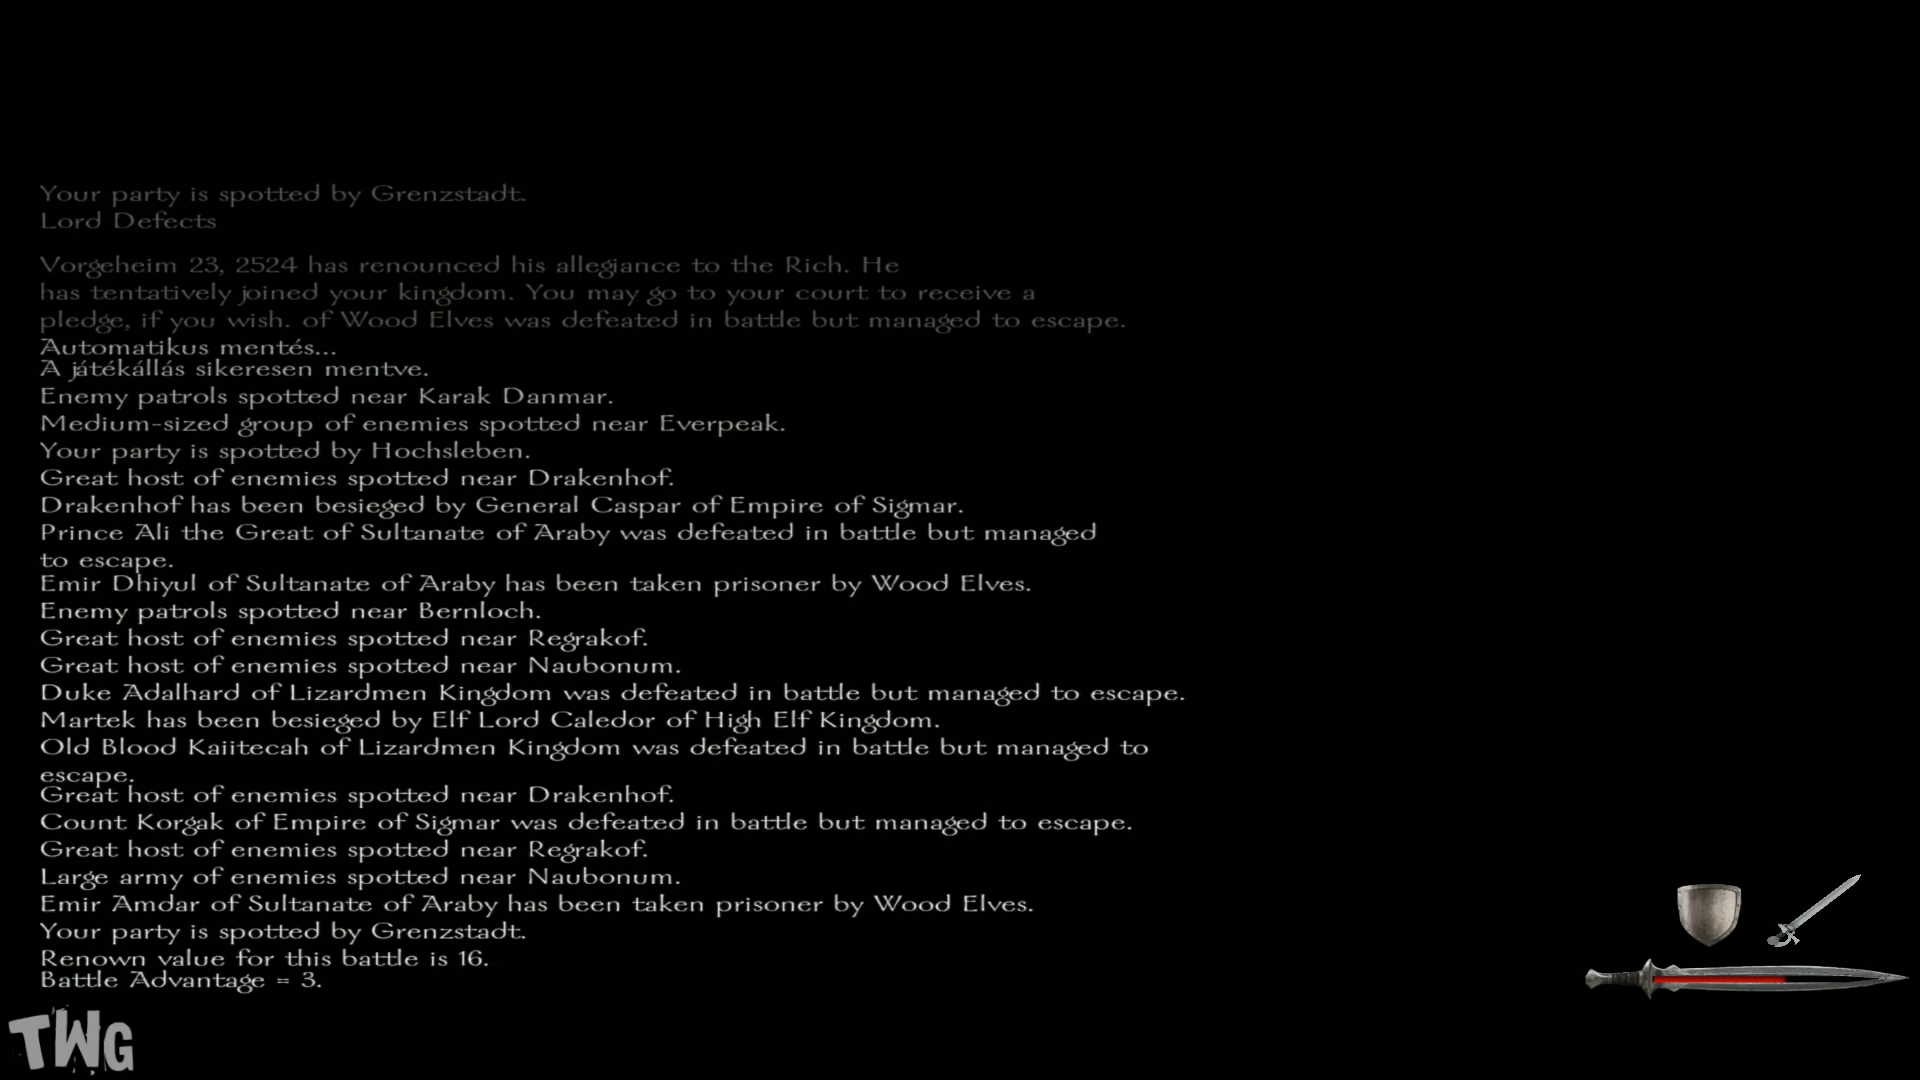 Your party is spotted by Grenzstadt.
Lord Defects
Vorgeheim 23, 2524 has renounced his allegiance to the Rich. He
has tentatively joined your kingdom. You may go to your court to receive a
pledge, if you wish. of Wood Elves was defeated in battle but managed to escape.
Automatikus mentés...
A játékállás sikeresen mentve.
Enemy patrols spotted near Karak Danmar.
Medium-sized group of enemies spotted near Everpeak.
Your party is spotted by Hochsleben.
Great host of enemies spotted near Drakenhof.
Drakenhof has been besieged by General Caspar of Empire of Sigmar.
Prince Ali the Great of Sultanate of Araby was defeated in battle but managed
to escape.
Emir Dhiyul of Sultanate of Araby has been taken prisoner by Wood Elves.
Enemy patrols spotted near Bernloch.
Great host of enemies spotted near Regrakof.
Great host of enemies spotted near Naubonum.
Duke Adalhard of Lizardmen Kingdom was defeated in battle but managed to escape.
Martek has been besieged by Elf Lord Caledor of High Elf Kingdom.
Old Blood Kaiitecah of Lizardmen Kingdom was defeated in battle but managed to
escape.
Great host of enemies spotted near Drakenhof.
Count Korgak of Empire of Sigmar was defeated in battle but managed to escape.
Great host of enemies spotted near Regrakof.
Large army of enemies spotted near Naubonum.
Emir Amdar of Sultanate of Araby has been taken prisoner by Wood Elves.
Your party is spotted by Grenzstadt.
Renown value for this battle is 16.
Battle Advantage = 3.
TWG